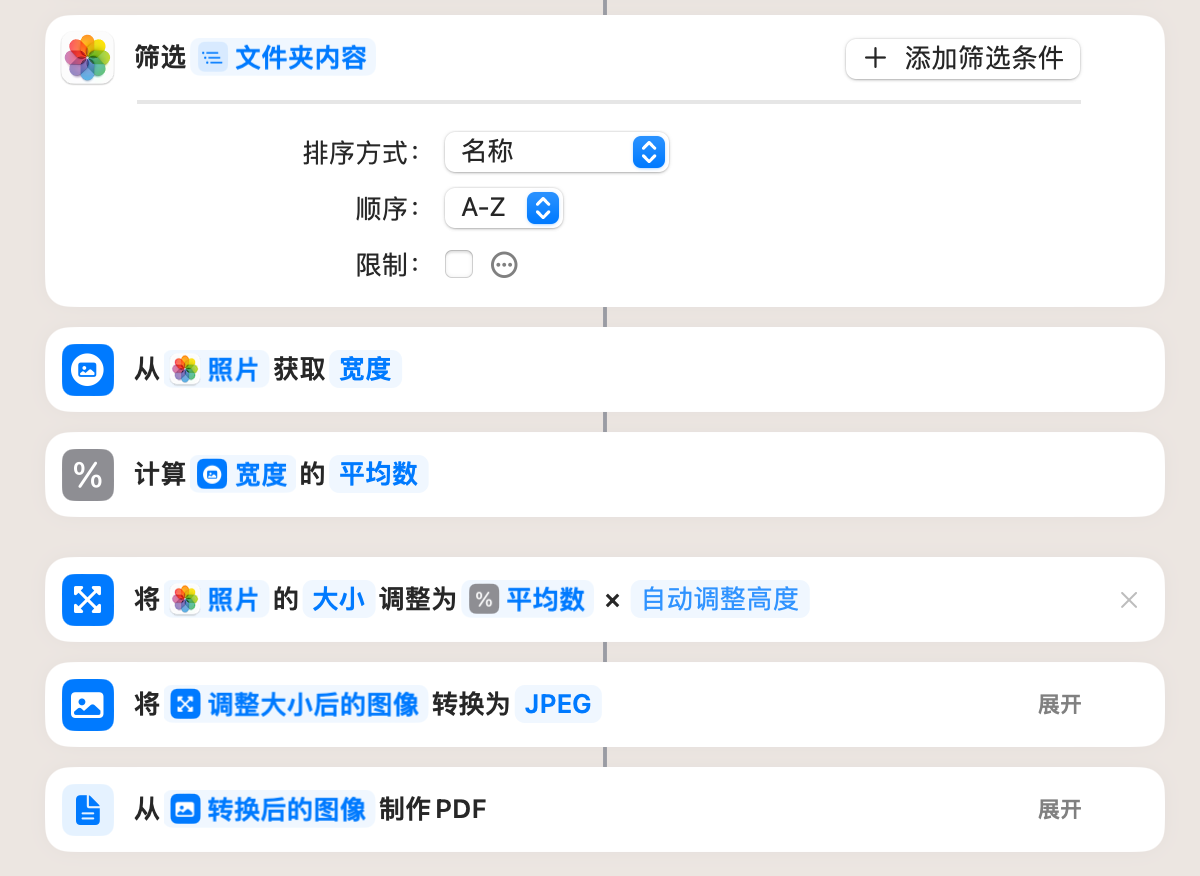 筛选 文件夹内容 添加筛选条件
排序方式： 名称
顺序： A-Z
限制：
从 照片 获取 宽度
% 计算 宽度 的 平均数
将 照片 的 大小 调整为 % 平均数 × 自动调整高度
将 调整大小后的图像 转换为 JPEG 展开
从 转换后的图像 制作PDF 展开